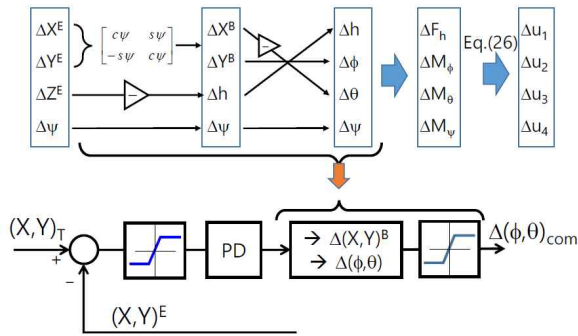 ΔX^E
ΔY^E
ΔZ^E
Δψ
cψ sψ
-sψ cψ
−
ΔX^B
ΔY^B
Δh
Δψ
−
Δh
Δϕ
Δθ
Δψ
ΔF_h
ΔM_ϕ
ΔM_θ
ΔM_ψ
Eq.(26)
Δu_1
Δu_2
Δu_3
Δu_4
(X,Y)_T
+
−
PD
→ Δ(X,Y)^B
→ Δ(ϕ,θ)
Δ(ϕ,θ)_com
(X,Y)^E